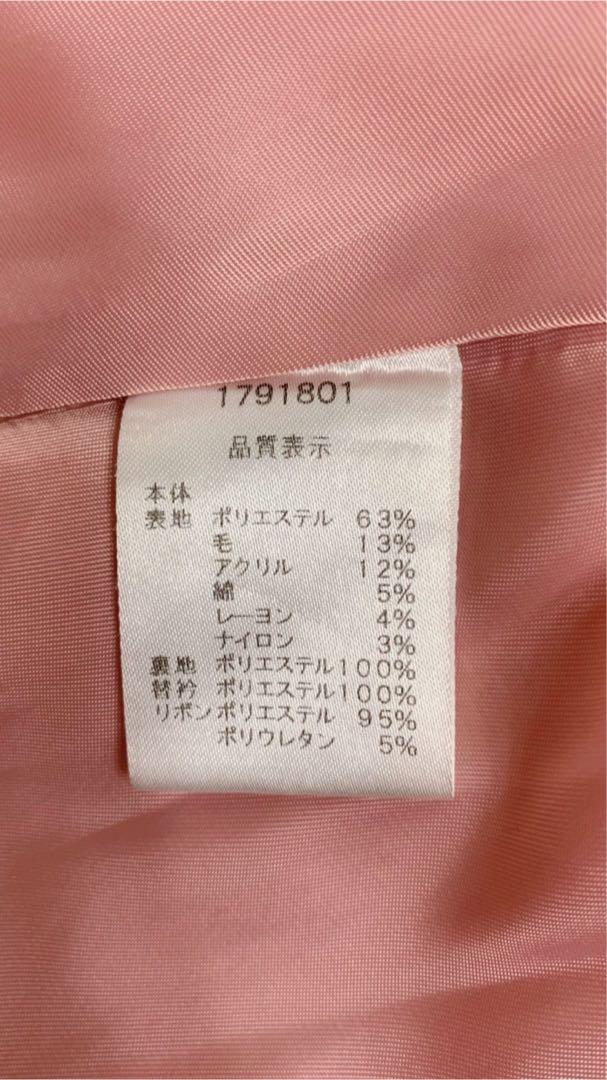 1791801
品質表示
本体
表地 ポリエステル 63%
毛 13%
アクリル 12%
綿 5%
レーヨン 4%
ナイロン 3%
裏地 ポリエステル100%
替衿 ポリエステル100%
リボンポリエステル 95%
ポリウレタン 5%